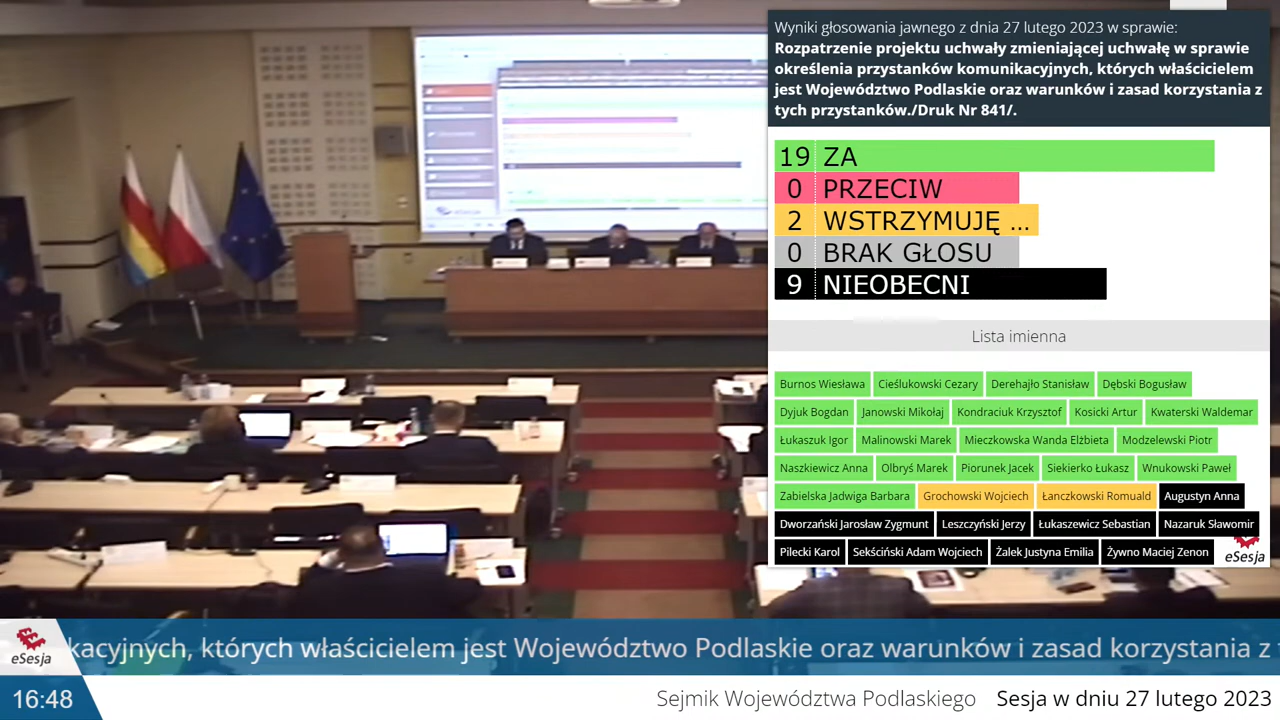 Wyniki głosowania jawnego z dnia 27 lutego 2023 w sprawie:
Rozpatrzenie projektu uchwały zmieniającej uchwałę w sprawie
określenia przystanków komunikacyjnych, których właścicielem
jest Województwo Podlaskie oraz warunków i zasad korzystania z
tych przystanków./Druk Nr 841/.
19 ZA
0 PRZECIW
2 WSTRZYMUJĘ ...
0 BRAK GŁOSU
9 NIEOBECNI
Lista imienna
Burnos Wiesława Cieślukowski Cezary Derehajło Stanisław Dębski Bogusław
Dyjuk Bogdan Janowski Mikołaj Kondraciuk Krzysztof Kosicki Artur Kwaterski Waldemar
Łukaszuk Igor Malinowski Marek Mieczkowska Wanda Elżbieta Modzelewski Piotr
Naszkiewicz Anna Olbryś Marek Piorunek Jacek Siekierko Łukasz Wnukowski Paweł
Zabielska Jadwiga Barbara Grochowski Wojciech Łanczkowski Romuald Augustyn Anna
Dworzański Jarosław Zygmunt Leszczyński Jerzy Łukaszewicz Sebastian Nazaruk Sławomir
Pilecki Karol Sekściński Adam Wojciech Żalek Justyna Emilia Żywno Maciej Zenon
eSesja
eSesja
kacyjnych, których właścicielem jest Województwo Podlaskie oraz warunków i zasad korzystania z
16:48
Sejmik Województwa Podlaskiego Sesja w dniu 27 lutego 2023